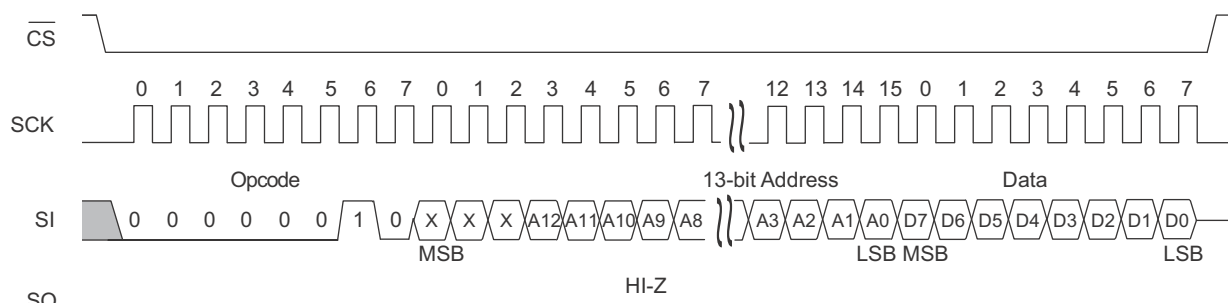 CS
0 1 2 3 4 5 6 7 0 1 2 3 4 5 6 7 12 13 14 15 0 1 2 3 4 5 6 7
SCK
Opcode 13-bit Address Data
SI 0 0 0 0 0 0 1 0 X X X A12 A11 A10 A9 A8 A3 A2 A1 A0 D7 D6 D5 D4 D3 D2 D1 D0
MSB LSB MSB LSB
HI-Z
SO